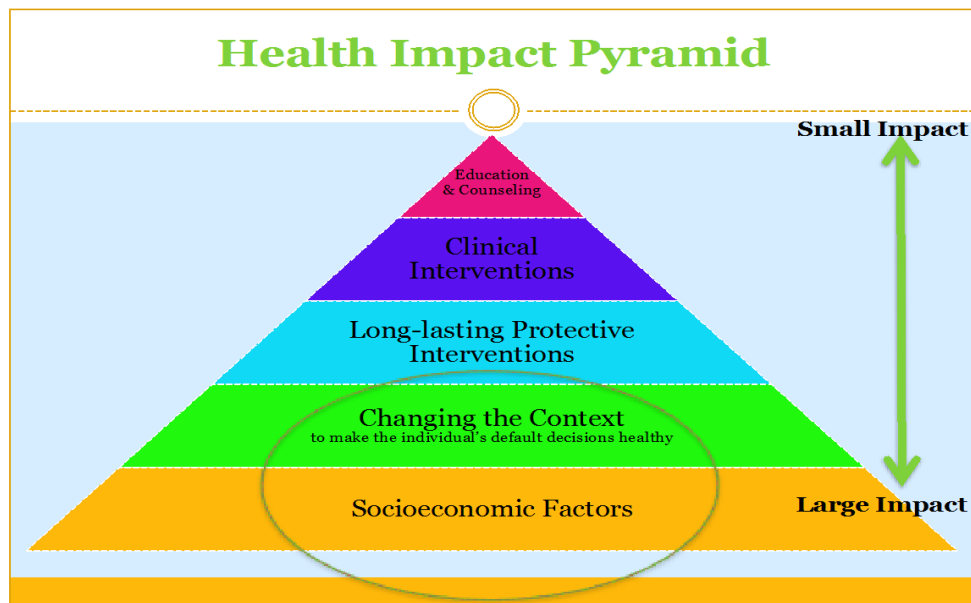 Health Impact Pyramid
Small Impact
Education
& Counseling
Clinical
Interventions
Long-lasting Protective
Interventions
Changing the Context
to make the individual's default decisions healthy
Socioeconomic Factors
Large Impact